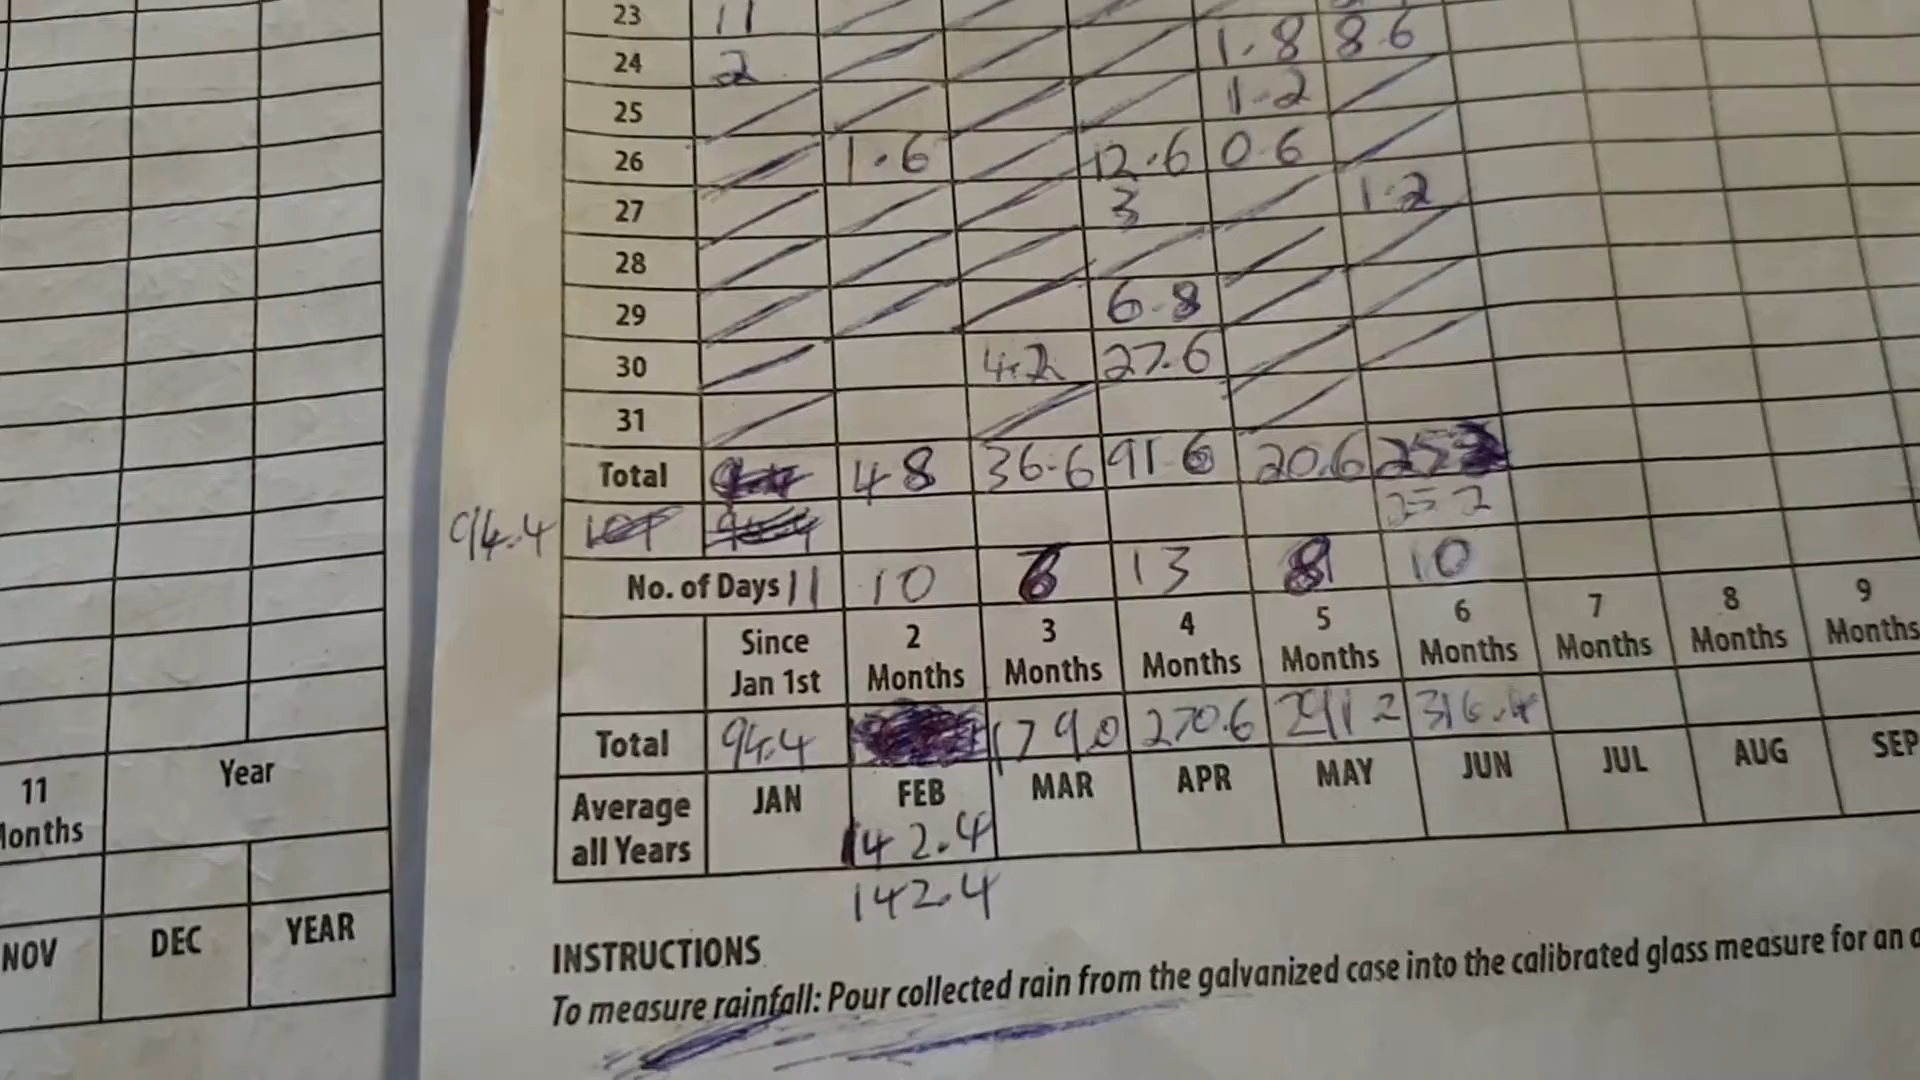 23 11
24 2 1.8 8.6
25 1-2
26 1.6 12.6 0.6
27 3 1.2
28
29 6-8
30 4.2 27.6
31
Total 48 36.6 91-6 20.6
94.4 25 2
No. of Days 11 10 6 13 8 10
Since Jan 1st 2 Months 3 Months 4 Months 5 Months 6 Months 7 Months 8 Months 9 Months
Total 94.4 179.0 270.6 291 2 316.4
Average all Years JAN FEB MAR APR MAY JUN JUL AUG SEP
142.4
142.4
INSTRUCTIONS
To measure rainfall: Pour collected rain from the galvanized case into the calibrated glass measure for an
11 Year
NOV DEC YEAR